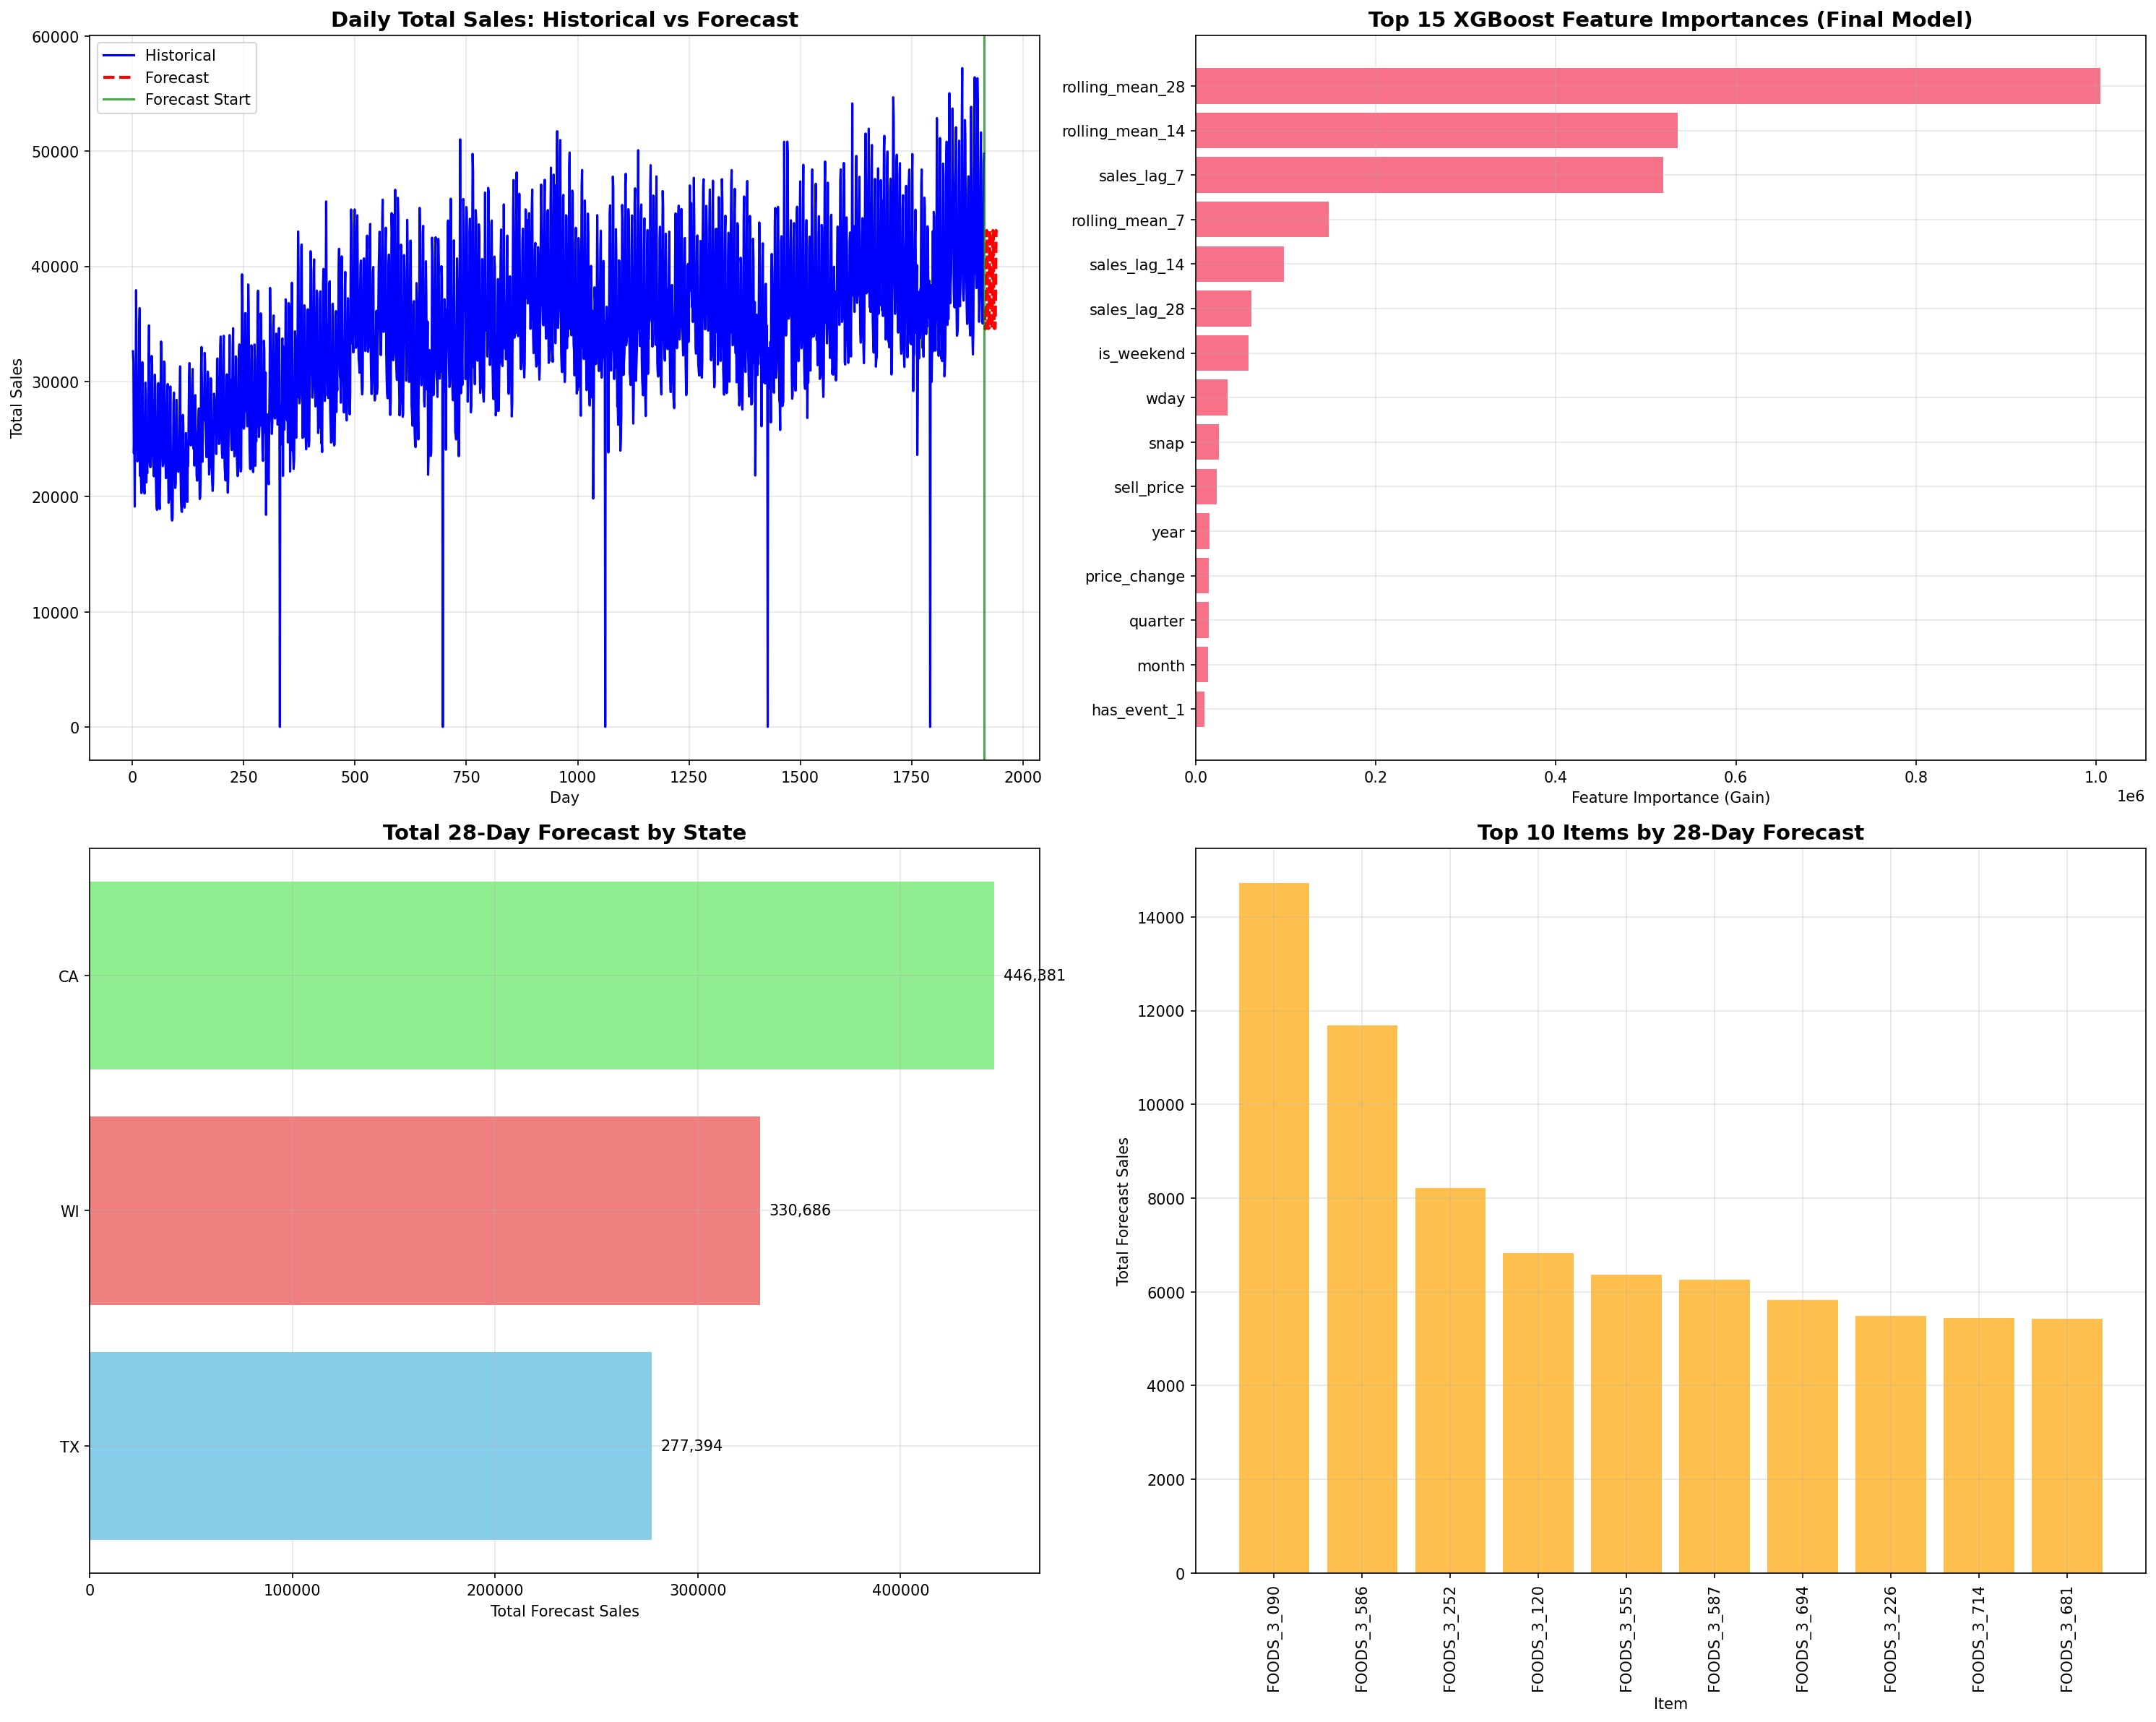 Daily Total Sales: Historical vs Forecast
Historical
Forecast
Forecast Start
60000
50000
40000
30000
20000
10000
0
Total Sales
0 250 500 750 1000 1250 1500 1750 2000
Day
Top 15 XGBoost Feature Importances (Final Model)
rolling_mean_28
rolling_mean_14
sales_lag_7
rolling_mean_7
sales_lag_14
sales_lag_28
is_weekend
wday
snap
sell_price
year
price_change
quarter
month
has_event_1
0.0 0.2 0.4 0.6 0.8 1.0
1e6
Feature Importance (Gain)
Total 28-Day Forecast by State
CA
446,381
WI
330,686
TX
277,394
0 100000 200000 300000 400000
Total Forecast Sales
Top 10 Items by 28-Day Forecast
14000
12000
10000
8000
6000
4000
2000
0
Total Forecast Sales
FOODS_3_090
FOODS_3_586
FOODS_3_252
FOODS_3_120
FOODS_3_555
FOODS_3_587
FOODS_3_694
FOODS_3_226
FOODS_3_714
FOODS_3_681
Item